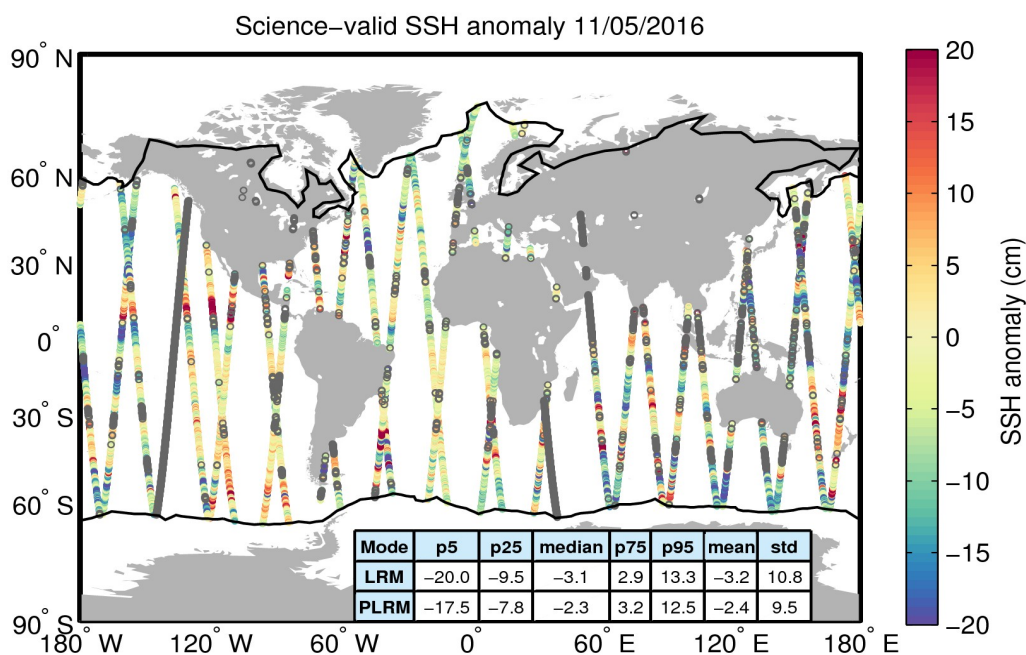 Science−valid SSH anomaly 11/05/2016
90° N
60° N
30° N
0°
30° S
60° S
90° S
180° W
120° W
60° W
0°
60° E
120° E
180° E
20
15
10
5
0
−5
−10
−15
−20
SSH anomaly (cm)
Mode p5 p25 median p75 p95 mean std
LRM −20.0 −9.5 −3.1 2.9 13.3 −3.2 10.8
PLRM −17.5 −7.8 −2.3 3.2 12.5 −2.4 9.5